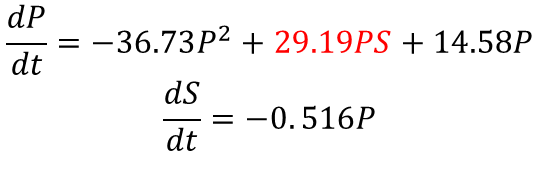 dP/dt = −36.73P² + 29.19PS + 14.58P
dS/dt = −0.516P